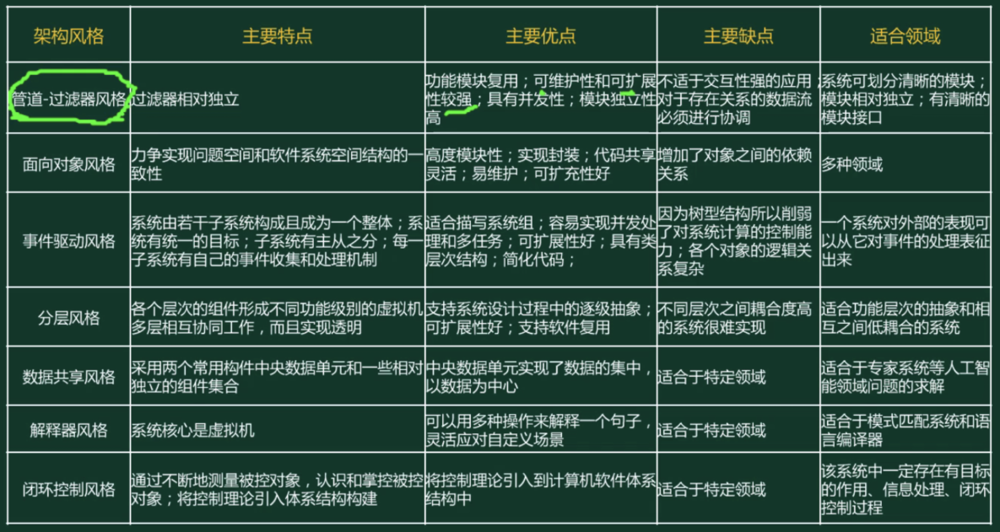 架构风格
主要特点
主要优点
主要缺点
适合领域
管道-过滤器风格
过滤器相对独立
功能模块复用；可维护性和可扩展
性较强；具有并发性；模块独立性
高
不适于交互性强的应用；
对于存在关系的数据流
必须进行协调
系统可划分清晰的模块；
模块相对独立；有清晰的
模块接口
面向对象风格
力争实现问题空间和软件系统空间结构的一
致性
高度模块性；实现封装；代码共享
灵活；易维护；可扩充性好
增加了对象之间的依赖
关系
多种领域
事件驱动风格
系统由若干子系统构成且成为一个整体；系
统有统一的目标；子系统有主从之分；每一
子系统有自己的事件收集和处理机制
适合描写系统组；容易实现并发处
理和多任务；可扩展性好；具有类
层次结构；简化代码；
因为树型结构所以削弱
了对系统计算的控制能
力；各个对象的逻辑关
系复杂
一个系统对外部的表现可
以从它对事件的处理表征
出来
分层风格
各个层次的组件形成不同功能级别的虚拟机
多层相互协同工作，而且实现透明
支持系统设计过程中的逐级抽象；
可扩展性好；支持软件复用
不同层次之间耦合度高
的系统很难实现
适合功能层次的抽象和相
互之间低耦合的系统
数据共享风格
采用两个常用构件中央数据单元和一些相对
独立的组件集合
中央数据单元实现了数据的集中，
以数据为中心
适合于特定领域
适合于专家系统等人工智
能领域问题的求解
解释器风格
系统核心是虚拟机
可以用多种操作来解释一个句子，
灵活应对自定义场景
适合于特定领域
适合于模式匹配系统和语
言编译器
闭环控制风格
通过不断地测量被控对象，认识和掌控被控
对象；将控制理论引入体系结构构建
将控制理论引入到计算机软件体系
结构中
适合于特定领域
该系统中一定存在有目标
的作用、信息处理、闭环
控制过程